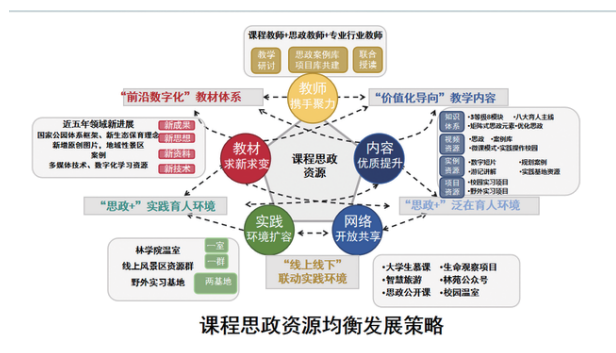 课程教师+思政教师+专业行业教师
教学研讨
思政案例库项目库共建
联合授课
教师
携手聚力
“前沿数字化”教材体系
“价值化导向”教学内容
近五年领域新进展
国家公园体系框架、新生态保育理念
新增原创图片，地域性景区案例
多媒体技术、数字化学习资源
新成果
新思想
新资料
新技术
教材
求新求变
课程思政资源
内容
优质提升
知识体系
•8大模块•八大育人主线
•矩阵式思政元素•优化思政
视频资源
•思政•案例库
•微课模式•实践操作校园
案例资源
•数字短片•规划案例
•游记讲解•实践基地资源
项目资源
•校园实习项目
•野外实习项目
“思政+”实践育人环境
“思政+”泛在育人环境
实践
环境扩容
网络
开放共享
林学院温室
一室
线上风景区资源群
一群
野外实习基地
两基地
“线上线下”
联动实践环境
•大学生慕课•生命观察项目
•智慧旅游•林苑公众号
•思政公开课•校园温室
课程思政资源均衡发展策略